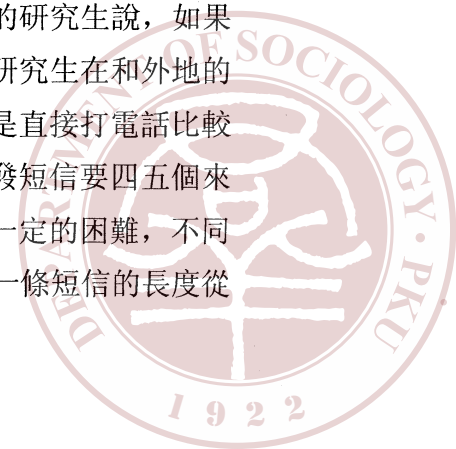 的研究生說，如果
研究生在和外地的
是直接打電話比較
發短信要四五個來
一定的困難，不同
一條短信的長度從
DEPARTMENT OF SOCIOLOGY · PKU
1922